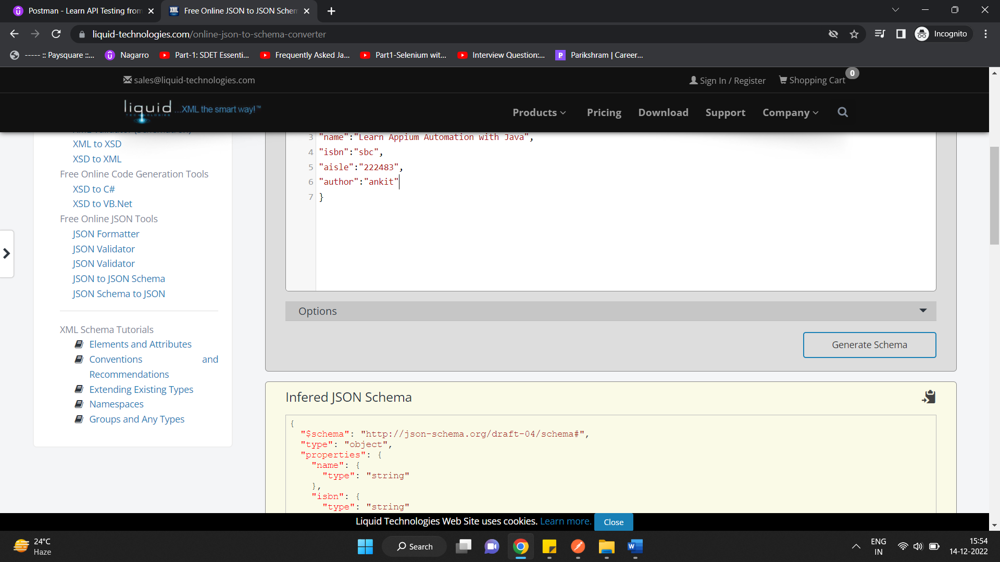 Postman - Learn API Testing from
Free Online JSON to JSON Schem
liquid-technologies.com/online-json-to-schema-converter
Incognito
----- :: Paysquare ::...
Nagarro
Part-1: SDET Essenti...
Frequently Asked Ja...
Part1-Selenium wit...
Interview Question:...
Parikshram | Career...
sales@liquid-technologies.com
Sign In / Register
Shopping Cart
0
liquid
TECHNOLOGIES
...XML the smart way!™
Products
Pricing
Download
Support
Company
XML to XSD
XSD to XML
Free Online Code Generation Tools
XSD to C#
XSD to VB.Net
Free Online JSON Tools
JSON Formatter
JSON Validator
JSON Validator
JSON to JSON Schema
JSON Schema to JSON
XML Schema Tutorials
Elements and Attributes
Conventions and
Recommendations
Extending Existing Types
Namespaces
Groups and Any Types
3 "name":"Learn Appium Automation with Java",
4 "isbn":"sbc",
5 "aisle":"222483",
6 "author":"ankit"
7 }
Options
Generate Schema
Infered JSON Schema
{
"$schema": "http://json-schema.org/draft-04/schema#",
"type": "object",
"properties": {
"name": {
"type": "string"
},
"isbn": {
"type": "string"
Liquid Technologies Web Site uses cookies. Learn more. Close
24°C
Haze
Search
ENG
IN
15:54
14-12-2022